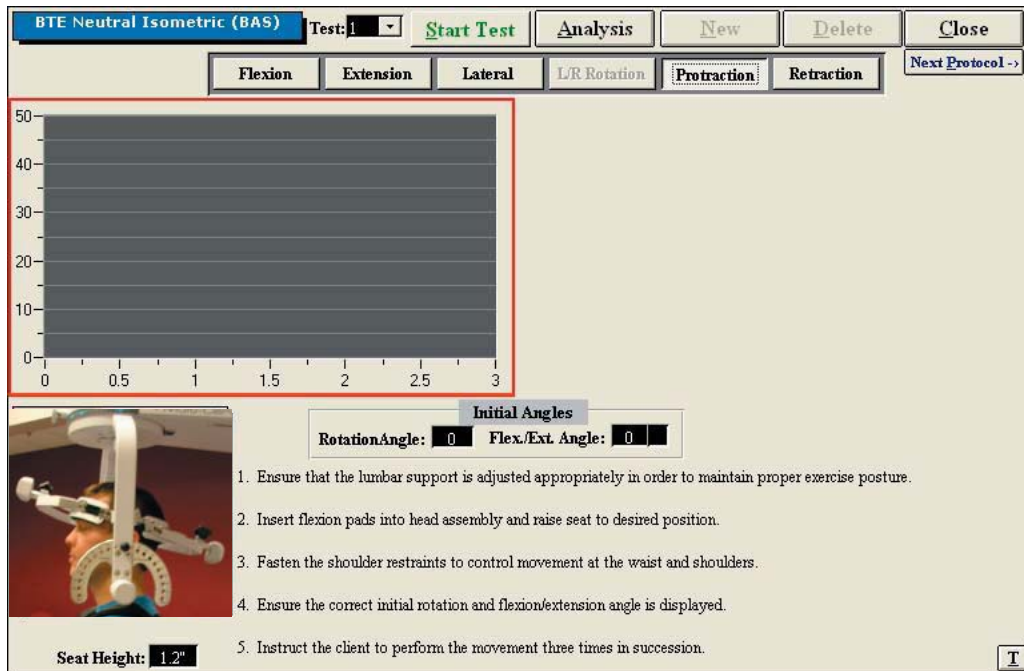 BTE Neutral Isometric (BAS)
Test: 1
Start Test
Analysis
New
Delete
Close
Flexion
Extension
Lateral
L/R Rotation
Protraction
Retraction
Next Protocol ->
50
40
30
20
10
0
0 0.5 1 1.5 2 2.5 3
Initial Angles
RotationAngle: 0 Flex./Ext. Angle: 0
1. Ensure that the lumbar support is adjusted appropriately in order to maintain proper exercise posture.
2. Insert flexion pads into head assembly and raise seat to desired position.
3. Fasten the shoulder restraints to control movement at the waist and shoulders.
4. Ensure the correct initial rotation and flexion/extension angle is displayed.
5. Instruct the client to perform the movement three times in succession.
Seat Height: 1.2"
T